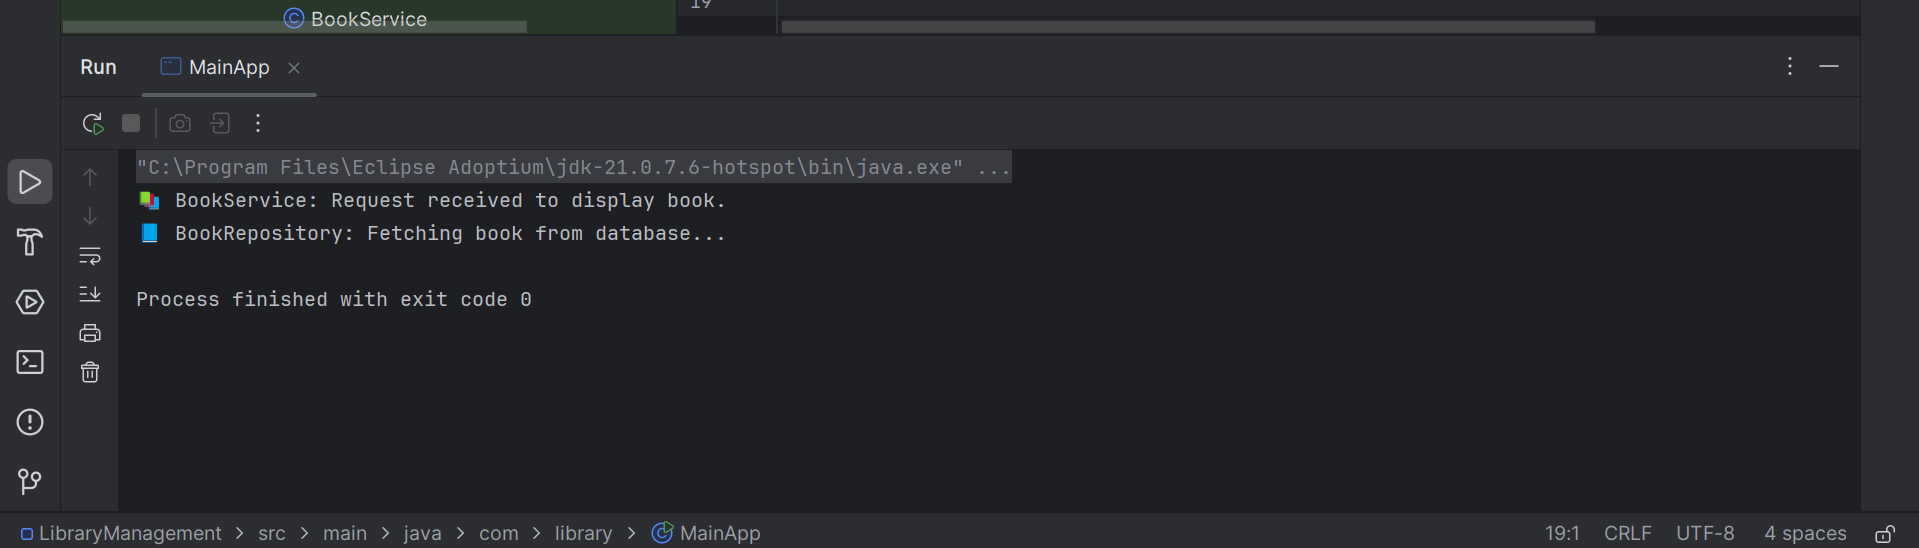 BookService
19
Run
MainApp
"C:\Program Files\Eclipse Adoptium\jdk-21.0.7.6-hotspot\bin\java.exe" ...
📚 BookService: Request received to display book.
📘 BookRepository: Fetching book from database...
Process finished with exit code 0
LibraryManagement > src > main > java > com > library > MainApp
19:1 CRLF UTF-8 4 spaces